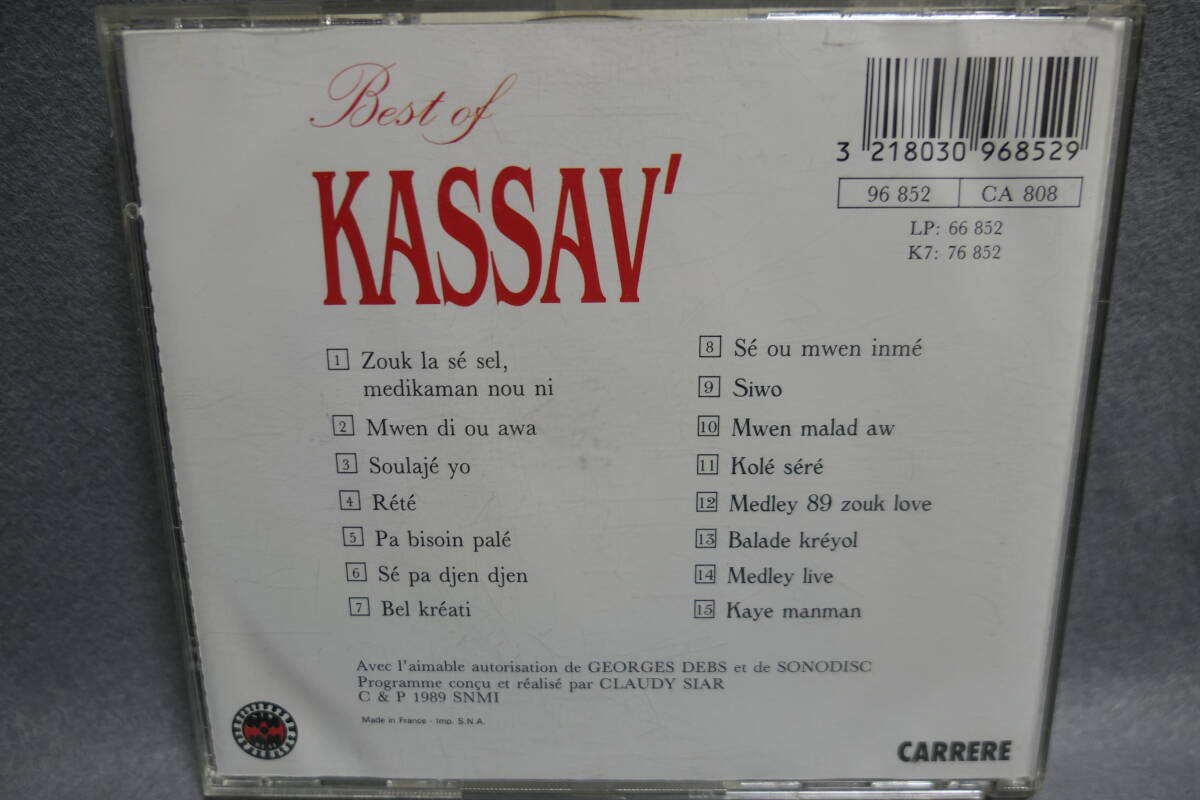 Best of
KASSAV'
3 218030 968529
96 852 CA 808
LP: 66 852
K7: 76 852
1 Zouk la sé sel,
medikaman nou ni
2 Mwen di ou awa
3 Soulajé yo
4 Rété
5 Pa bisoin palé
6 Sé pa djen djen
7 Bel kréati
8 Sé ou mwen inmé
9 Siwo
10 Mwen malad aw
11 Kolé séré
12 Medley 89 zouk love
13 Balade kréyol
14 Medley live
15 Kaye manman
Avec l'aimable autorisation de GEORGES DEBS et de SONODISC
Programme conçu et réalisé par CLAUDY SIAR
C & P 1989 SNMI
Made in France - Imp. S.N.A.
CARRERE